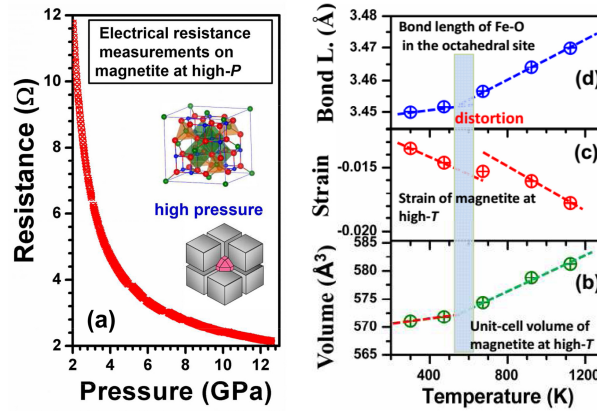 Electrical resistance
measurements on
magnetite at high-P
high pressure
(a)
Resistance (Ω)
12
10
8
6
4
2
2 4 6 8 10 12
Pressure (GPa)
Bond L. (Å)
3.48
3.47
3.46
3.45
Bond length of Fe-O
in the octahedral site
(d)
distortion
Strain
-0.015
-0.020
(c)
Strain of magnetite at
high-T
Volume (Å³)
585
580
575
570
565
(b)
Unit-cell volume of
magnetite at high-T
300 600 900 1200
Temperature (K)